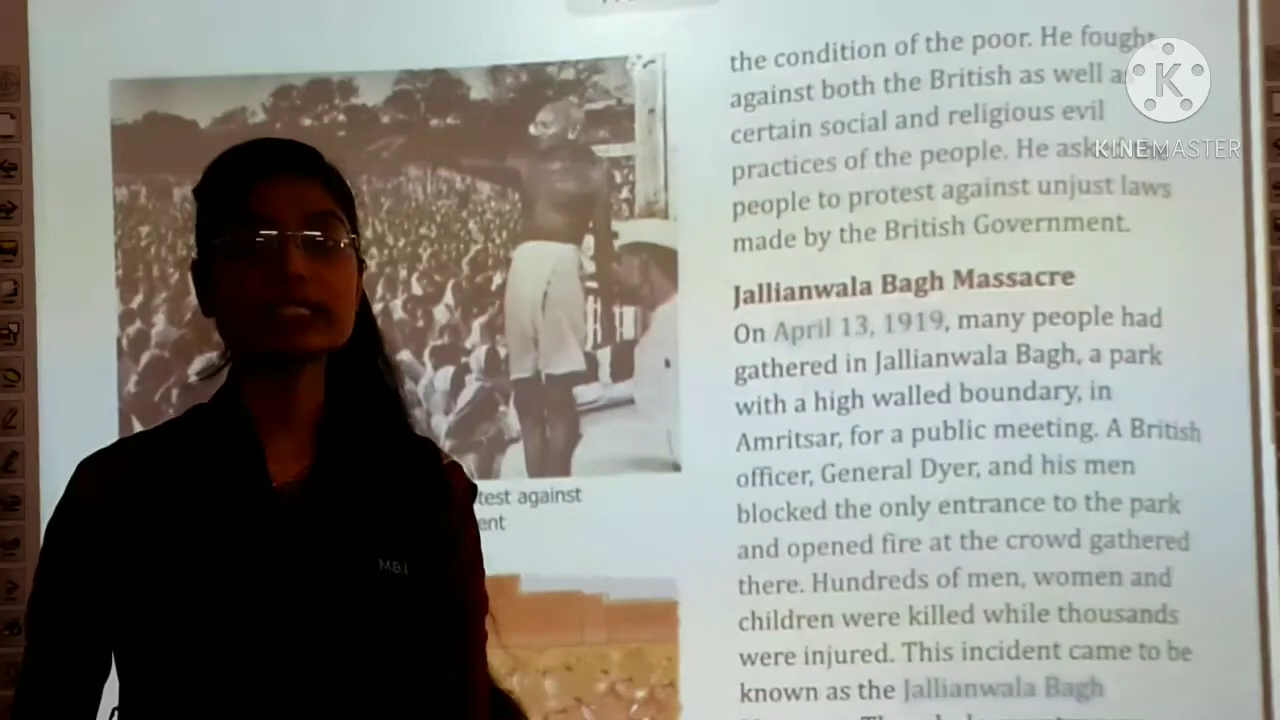 the condition of the poor. He fought
against both the British as well
certain social and religious evil
practices of the people. He
people to protest against unjust laws
made by the British Government.
Jallianwala Bagh Massacre
On April 13, 1919, many people had
gathered in Jallianwala Bagh, a park
with a high walled boundary, in
Amritsar, for a public meeting. A British
officer, General Dyer, and his men
blocked the only entrance to the park
and opened fire at the crowd gathered
there. Hundreds of men, women and
children were killed while thousands
were injured. This incident came to be
known as the Jallianwala Bagh
test against
ent
K
KINEMASTER